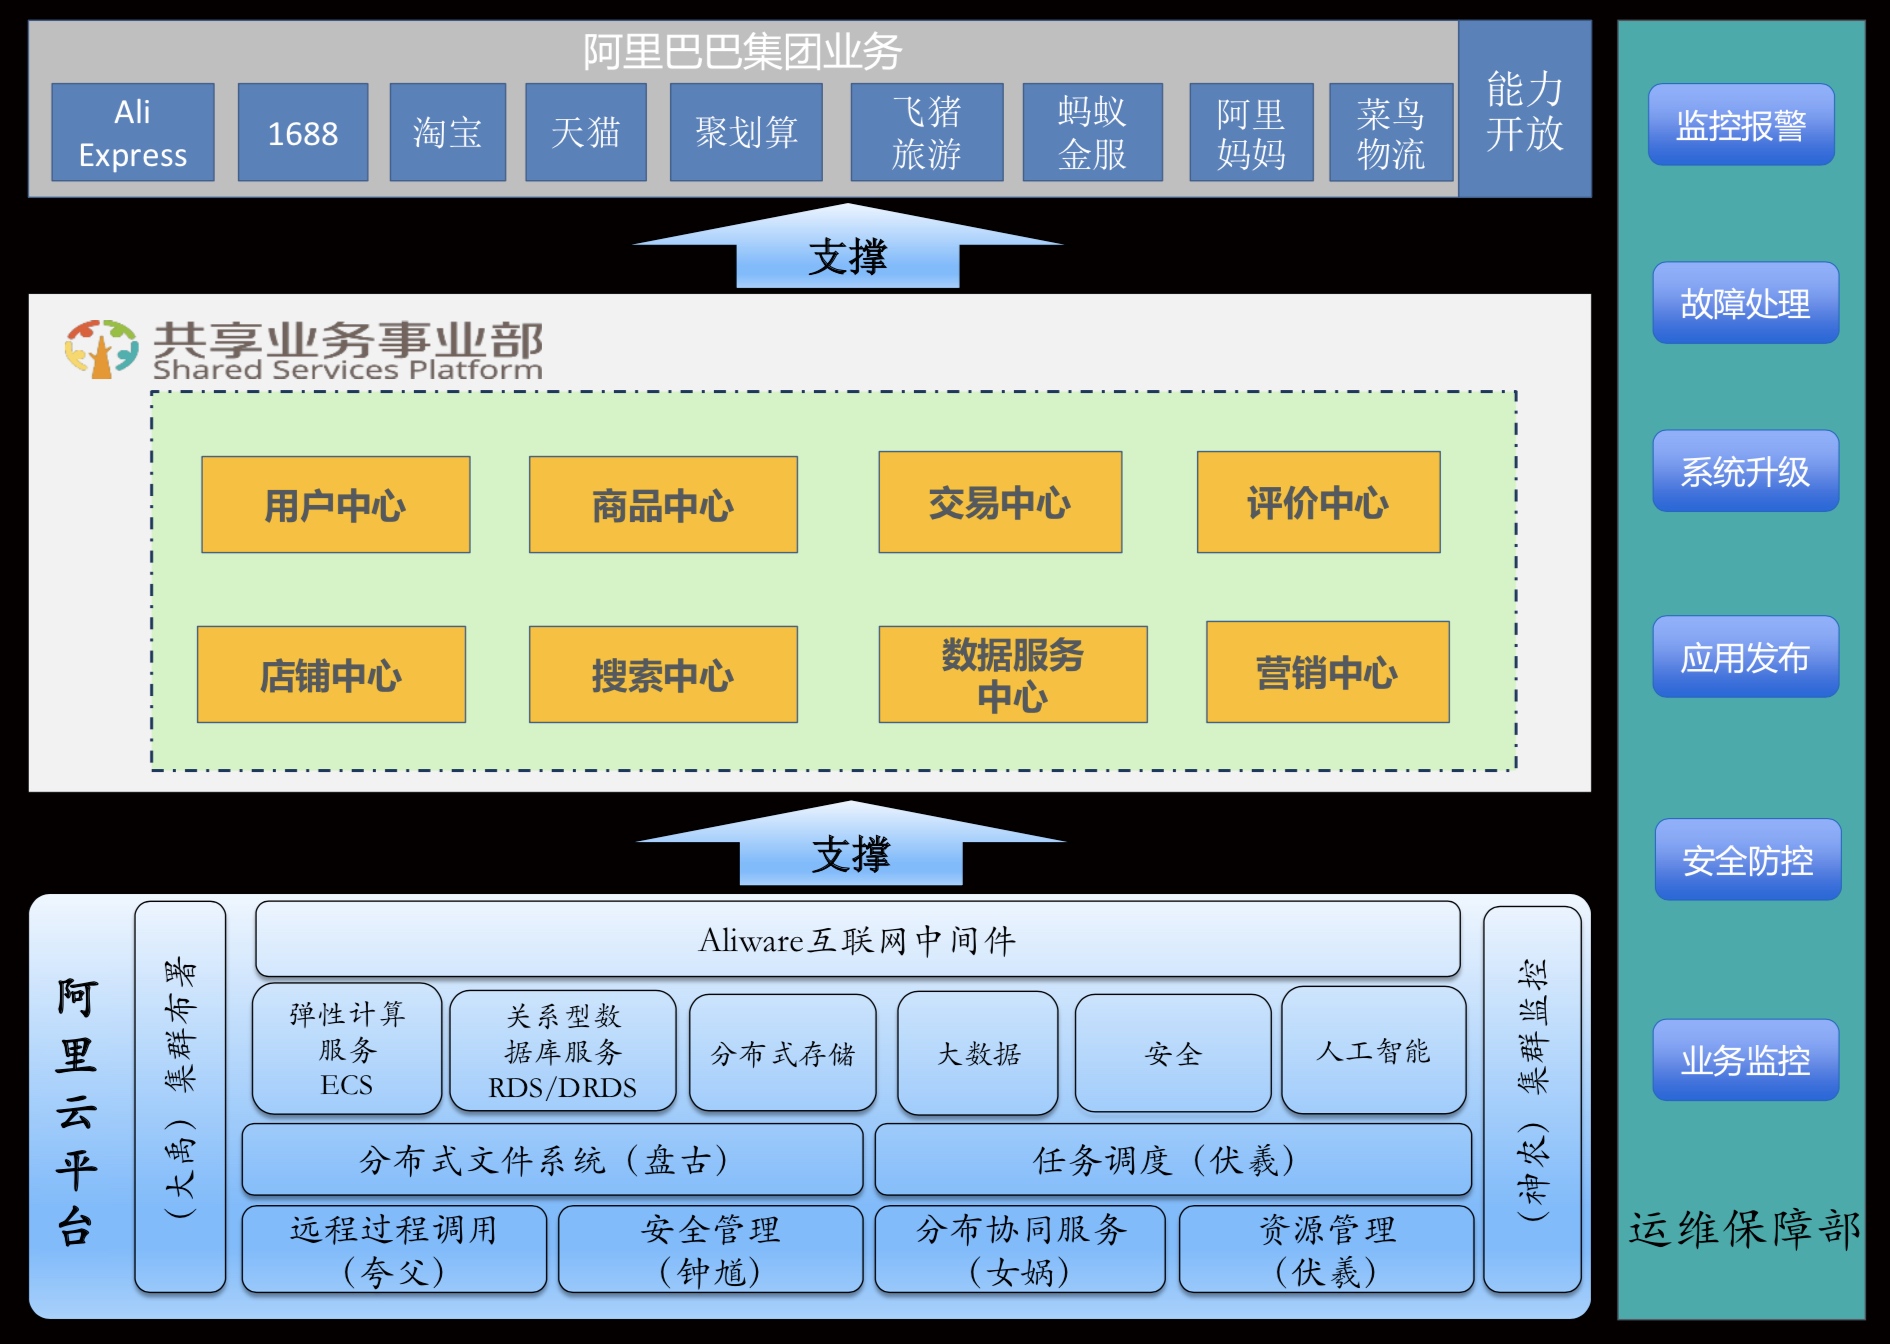 阿里巴巴集团业务
Ali
Express
1688
淘宝
天猫
聚划算
飞猪
旅游
蚂蚁
金服
阿里
妈妈
菜鸟
物流
能力
开放
支撑
共享业务事业部
Shared Services Platform
用户中心
商品中心
交易中心
评价中心
店铺中心
搜索中心
数据服务
中心
营销中心
支撑
阿里云平台
集群布署（大禹）
Aliware互联网中间件
弹性计算
服务
ECS
关系型数
据库服务
RDS/DRDS
分布式存储
大数据
安全
人工智能
分布式文件系统（盘古）
任务调度（伏羲）
远程过程调用
（夸父）
安全管理
（钟馗）
分布协同服务
（女娲）
资源管理
（伏羲）
集群监控（神农）
监控报警
故障处理
系统升级
应用发布
安全防控
业务监控
运维保障部